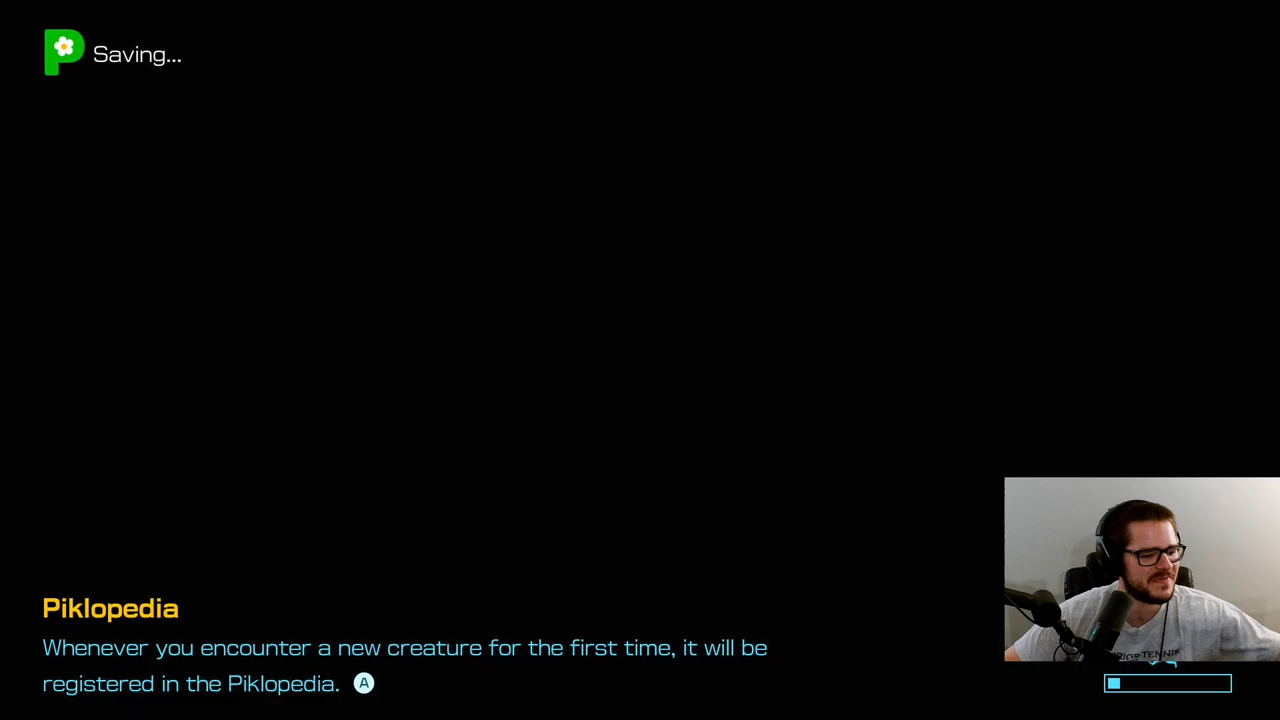 P Saving...
Piklopedia
Whenever you encounter a new creature for the first time, it will be
registered in the Piklopedia. A